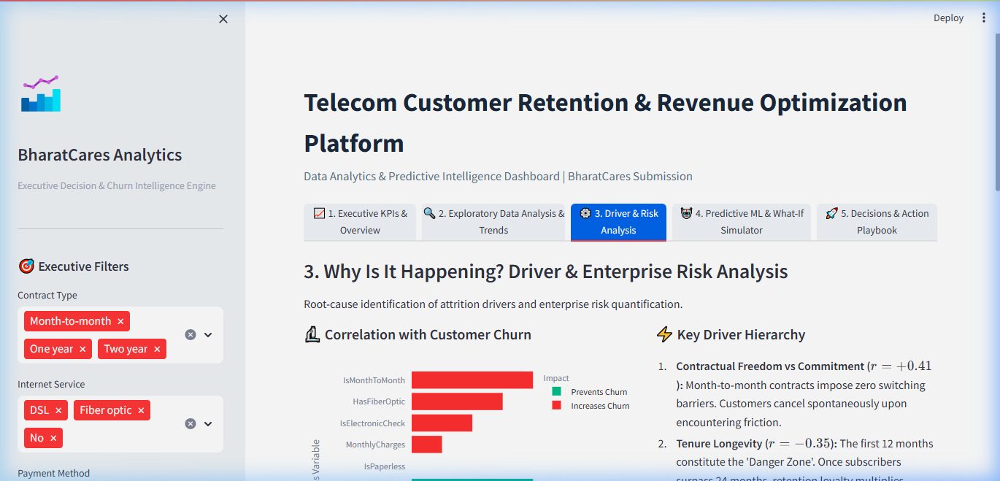 Deploy
BharatCares Analytics
Executive Decision & Churn Intelligence Engine
Executive Filters
Contract Type
Month-to-month ×
One year ×
Two year ×
Internet Service
DSL ×
Fiber optic ×
No ×
Payment Method
Telecom Customer Retention & Revenue Optimization
Platform
Data Analytics & Predictive Intelligence Dashboard | BharatCares Submission
1. Executive KPIs &
Overview
2. Exploratory Data Analysis &
Trends
3. Driver & Risk
Analysis
4. Predictive ML & What-If
Simulator
5. Decisions & Action
Playbook
3. Why Is It Happening? Driver & Enterprise Risk Analysis
Root-cause identification of attrition drivers and enterprise risk quantification.
Correlation with Customer Churn
IsMonthToMonth
HasFiberOptic
IsElectronicCheck
MonthlyCharges
IsPaperless
s Variable
Impact
Prevents Churn
Increases Churn
Key Driver Hierarchy
1. Contractual Freedom vs Commitment (r = +0.41
): Month-to-month contracts impose zero switching
barriers. Customers cancel spontaneously upon
encountering friction.
2. Tenure Longevity (r = −0.35): The first 12 months
constitute the 'Danger Zone'. Once subscribers
surpass 24 months, retention loyalty multiplies